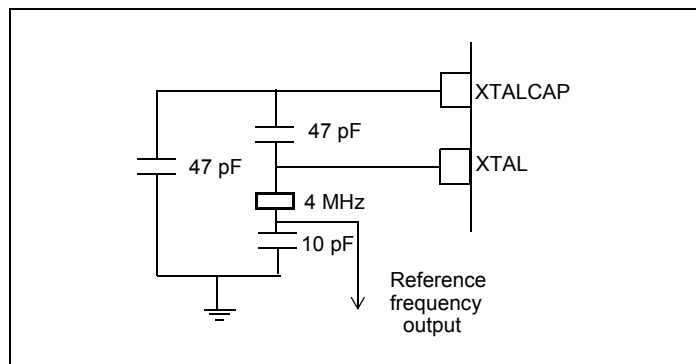 XTALCAP
47 pF
47 pF
XTAL
4 MHz
10 pF
Reference
frequency
output